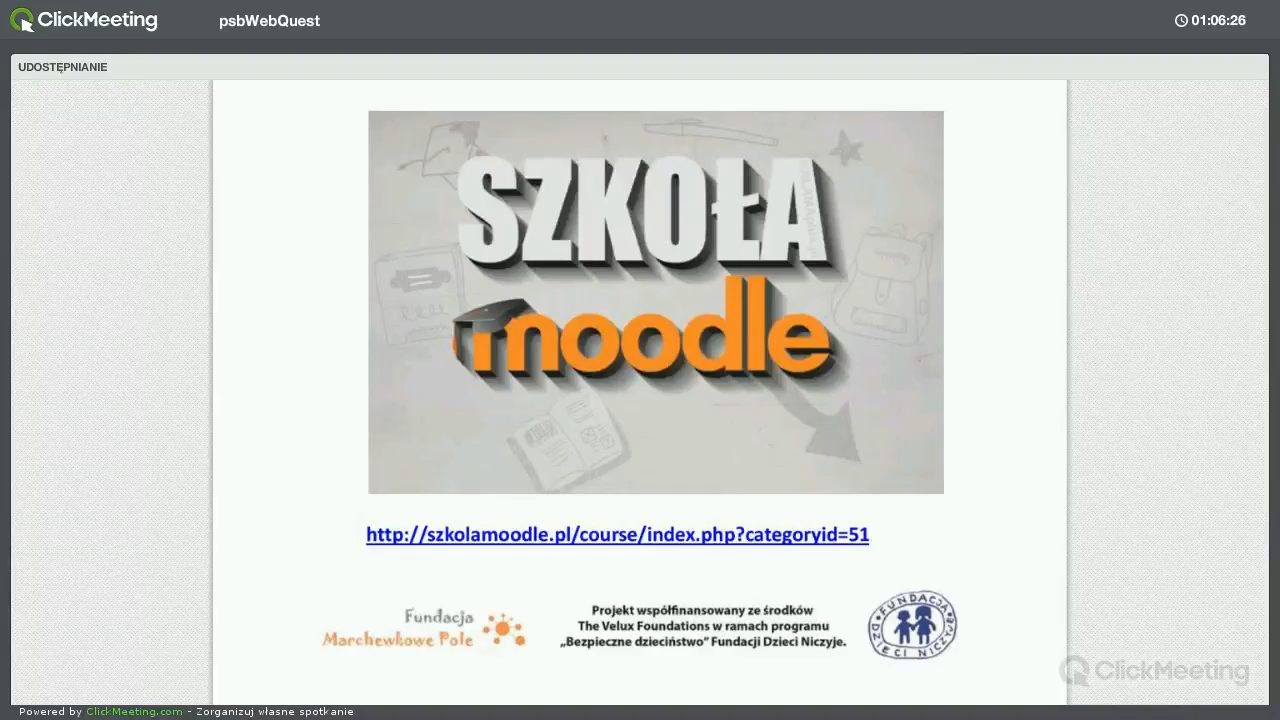 ClickMeeting
psbWebQuest
01:06:26
UDOSTĘPNIANIE
SZKOŁA
moodle
http://szkolamoodle.pl/course/index.php?categoryid=51
Fundacja
Marchewkowe Pole
Projekt współfinansowany ze środków
The Velux Foundations w ramach programu
„Bezpieczne dzieciństwo” Fundacji Dzieci Niczyje.
FUNDACJA
DZIECI NICZYJE
ClickMeeting
Powered by ClickMeeting.com - Zorganizuj własne spotkanie